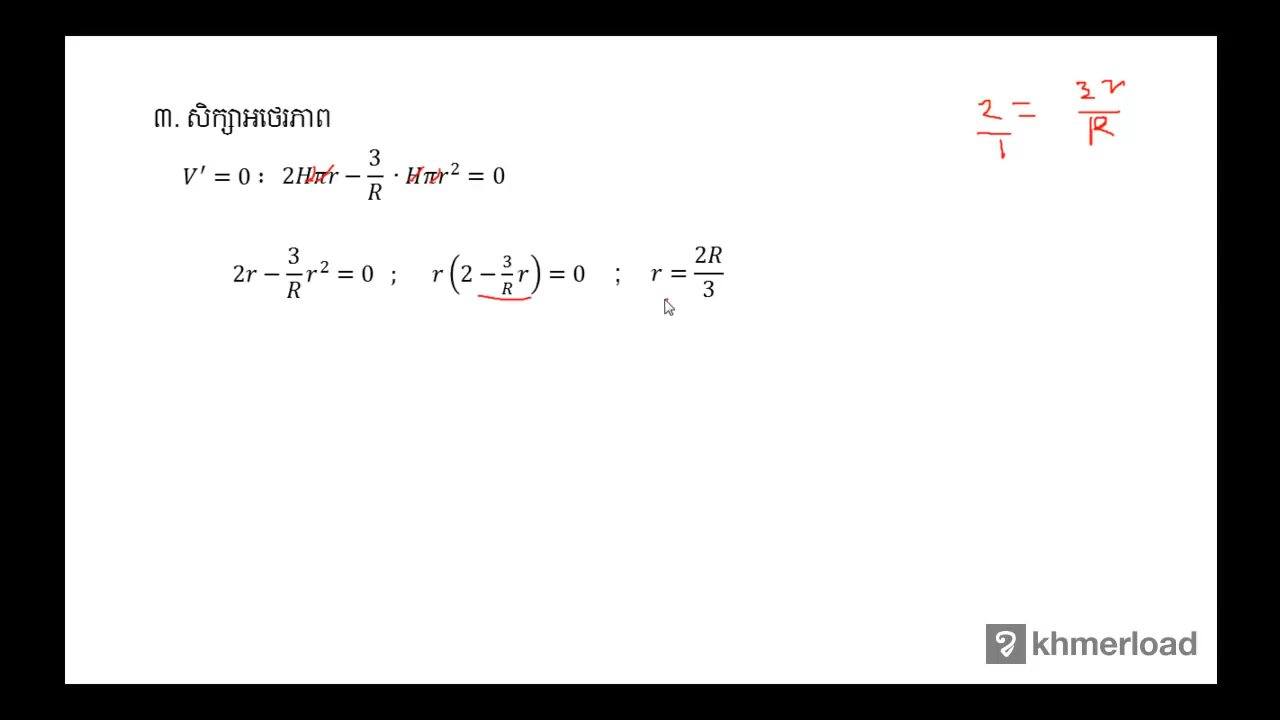 ៣. សិក្សាអថេរភាព
V′ = 0 : 2Hπr − 3/R · Hπr² = 0
2r − 3/R r² = 0 ; r(2 − 3/R r) = 0 ; r = 2R/3
2/1 = 3r/R
khmerload